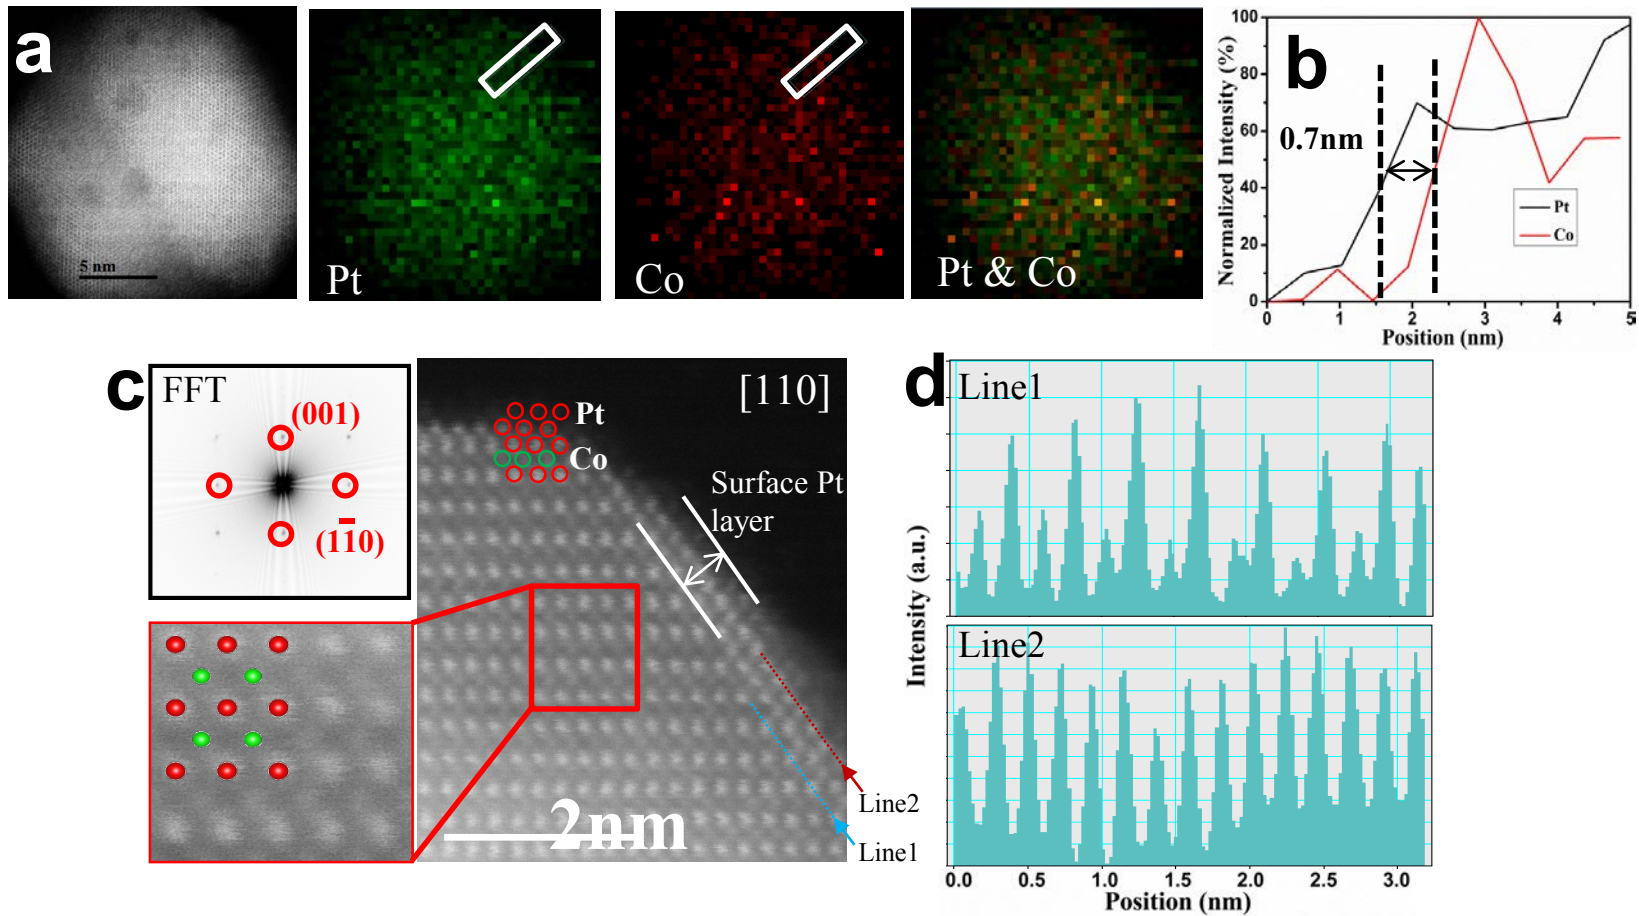 a
5 nm
Pt
Co
Pt & Co
b
Normalized Intensity (%)
100
80
60
40
20
0
0.7nm
Pt
Co
0 1 2 3 4 5
Position (nm)
c
FFT
(001)
(11̅0)
[110]
Pt
Co
Surface Pt
layer
2nm
Line2
Line1
d
Line1
Line2
Intensity (a.u.)
0.0 0.5 1.0 1.5 2.0 2.5 3.0
Position (nm)